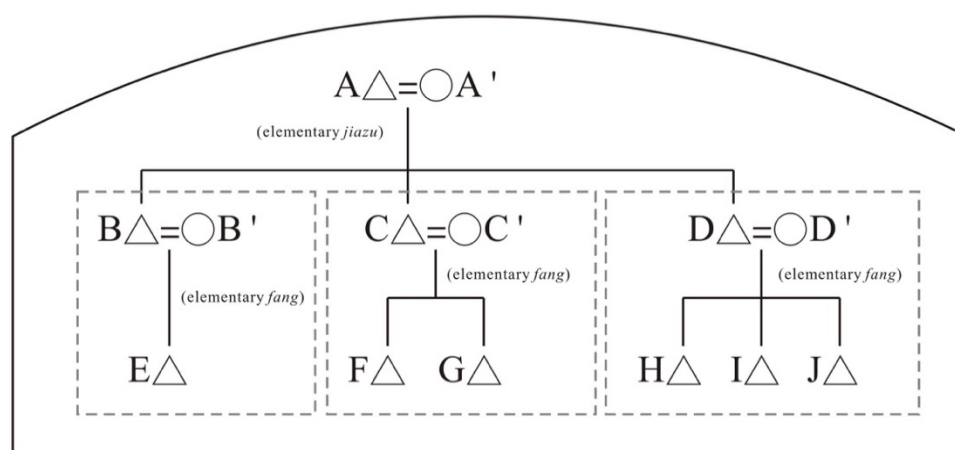 A△=○A'
(elementary jiazu)
B△=○B' C△=○C' D△=○D'
(elementary fang) (elementary fang) (elementary fang)
E△ F△ G△ H△ I△ J△